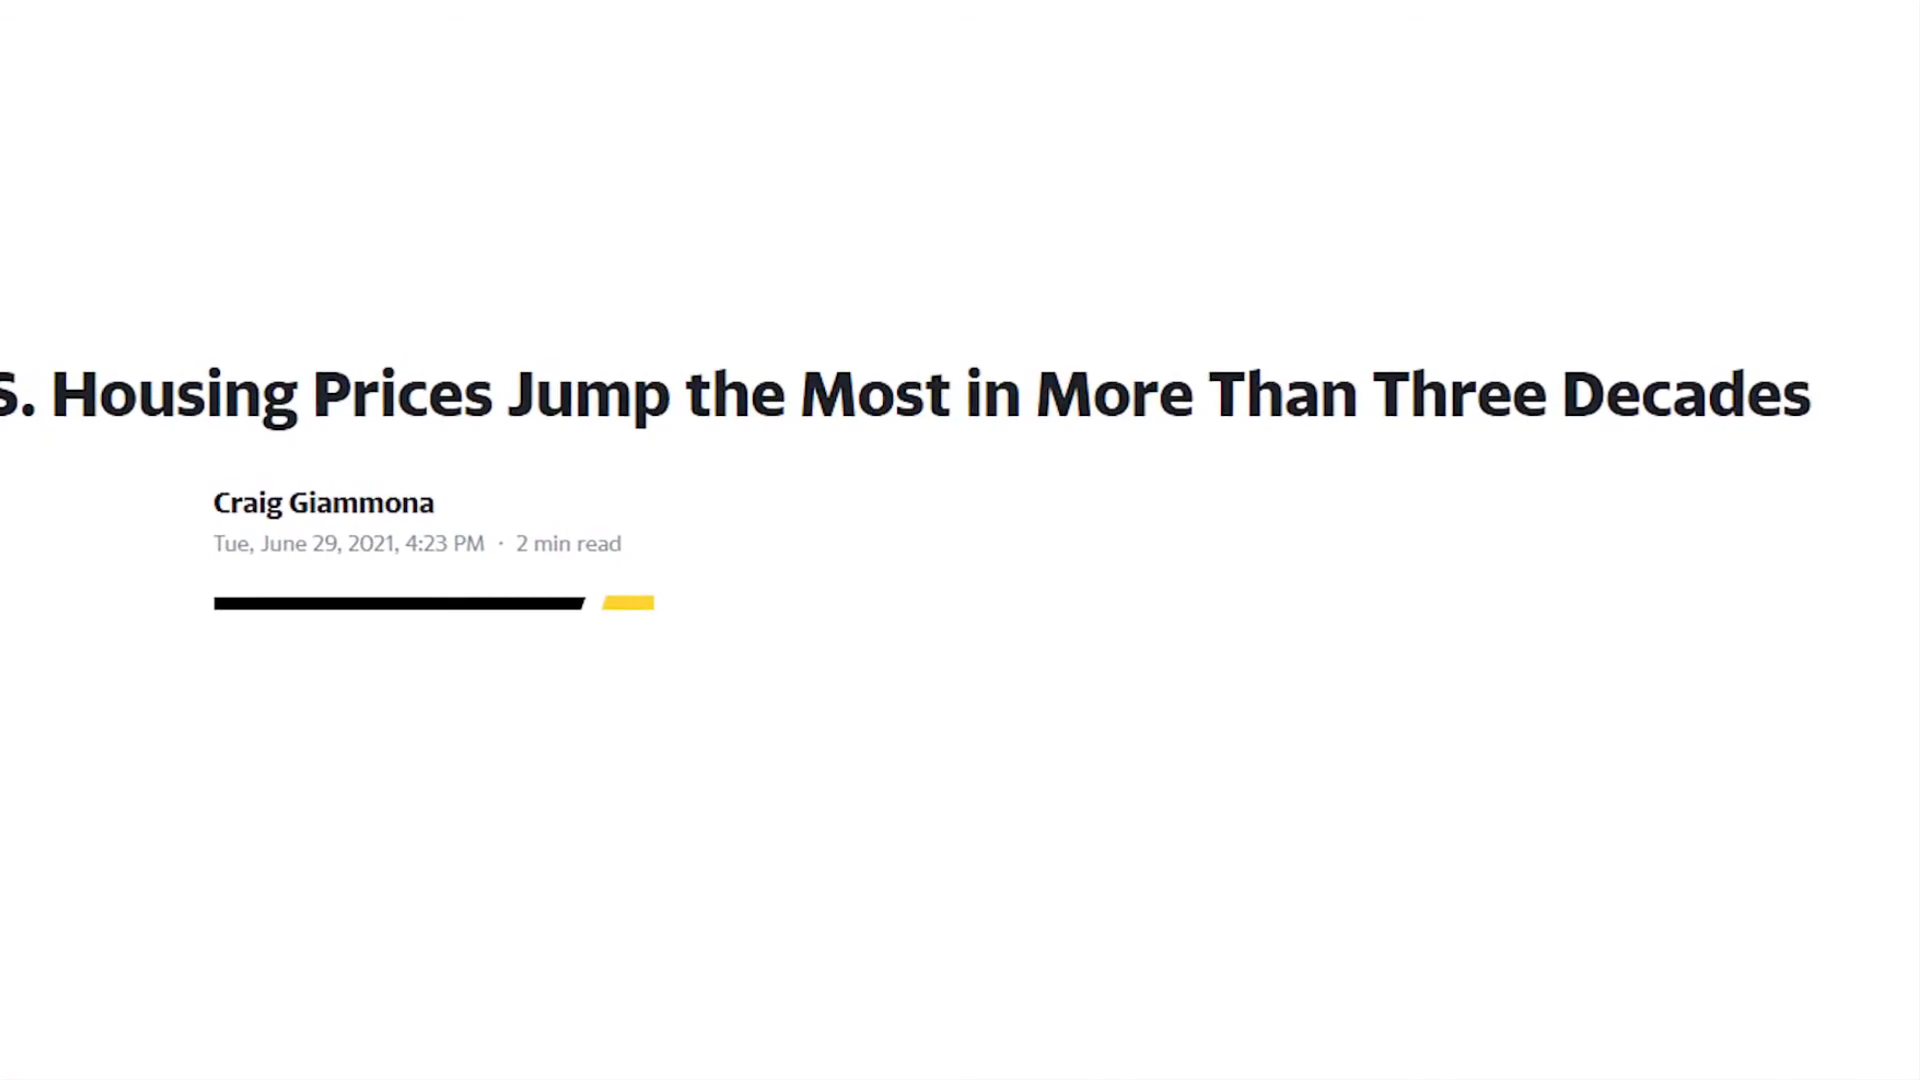 S. Housing Prices Jump the Most in More Than Three Decades
Craig Giammona
Tue, June 29, 2021, 4:23 PM · 2 min read